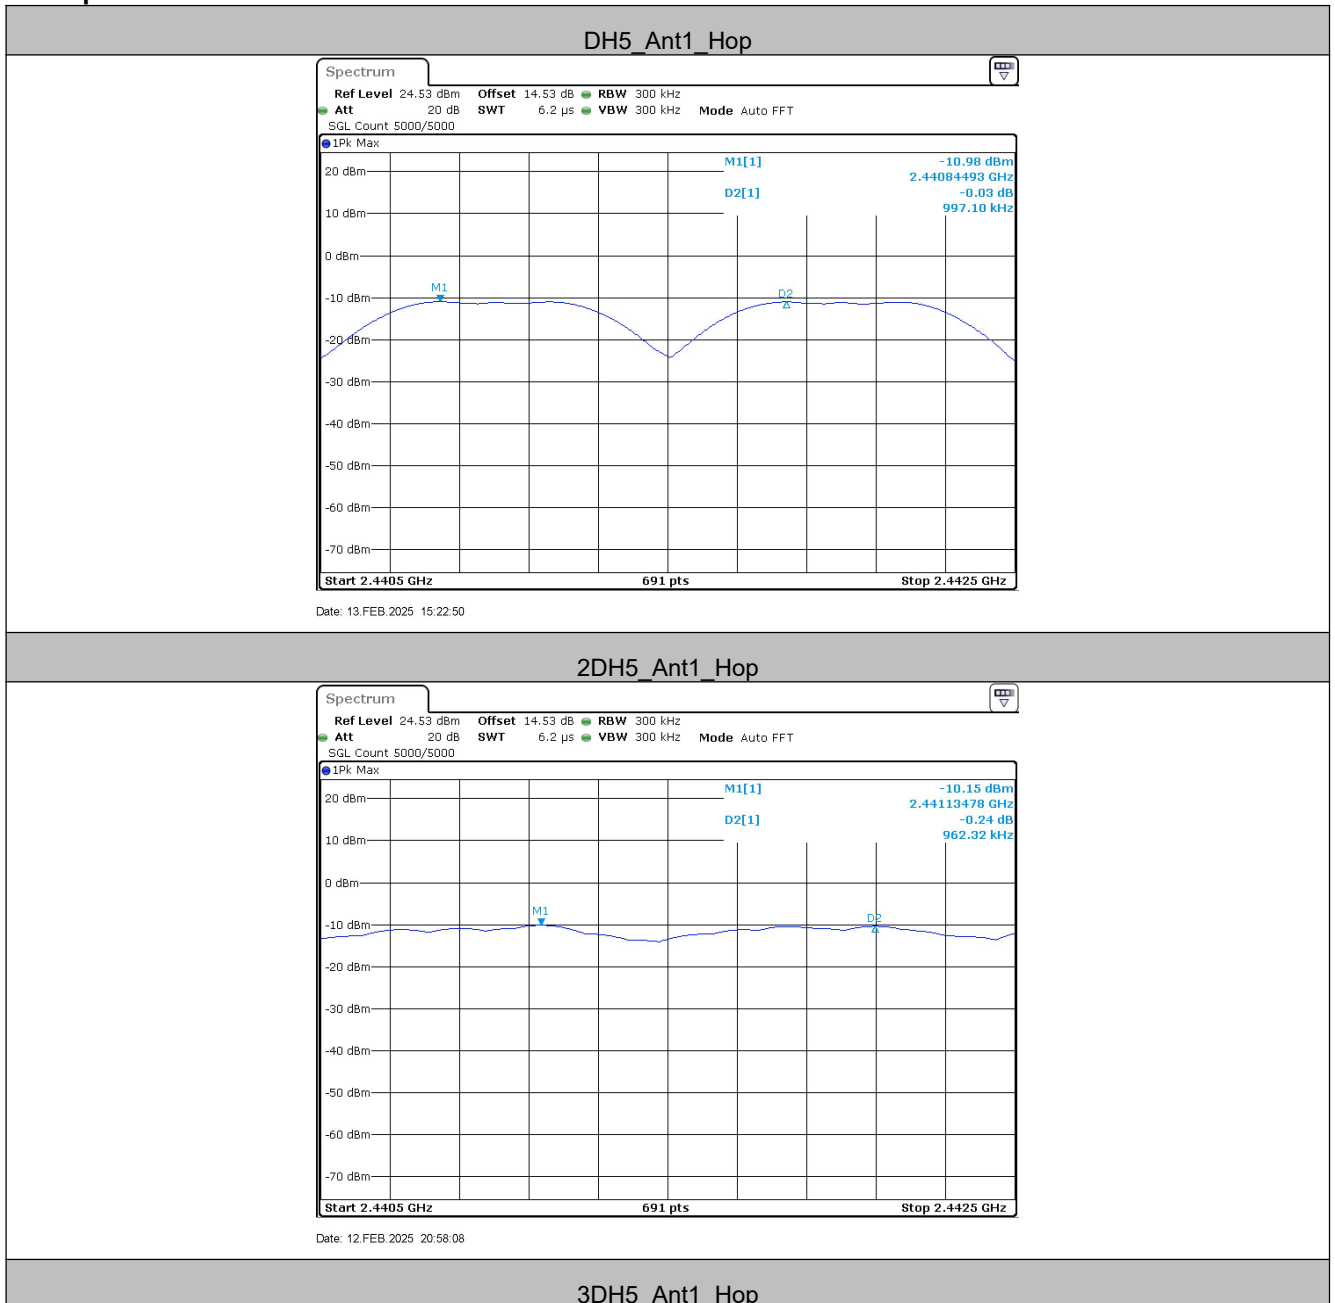 DH5_Ant1_Hop
Spectrum
Ref Level 24.53 dBm Offset 14.53 dB RBW 300 kHz
Att 20 dB SWT 6.2 µs VBW 300 kHz Mode Auto FFT
SGL Count 5000/5000
1Pk Max
M1[1] -10.98 dBm
2.44084493 GHz
D2[1] -0.03 dB
997.10 kHz
20 dBm
10 dBm
0 dBm
M1
D2
-10 dBm
-20 dBm
-30 dBm
-40 dBm
-50 dBm
-60 dBm
-70 dBm
Start 2.4405 GHz 691 pts Stop 2.4425 GHz
Date: 13.FEB.2025 15:22:50
2DH5_Ant1_Hop
Spectrum
Ref Level 24.53 dBm Offset 14.53 dB RBW 300 kHz
Att 20 dB SWT 6.2 µs VBW 300 kHz Mode Auto FFT
SGL Count 5000/5000
1Pk Max
M1[1] -10.15 dBm
2.44113478 GHz
D2[1] -0.24 dB
962.32 kHz
20 dBm
10 dBm
0 dBm
M1
D2
-10 dBm
-20 dBm
-30 dBm
-40 dBm
-50 dBm
-60 dBm
-70 dBm
Start 2.4405 GHz 691 pts Stop 2.4425 GHz
Date: 12.FEB.2025 20:58:08
3DH5_Ant1_Hop